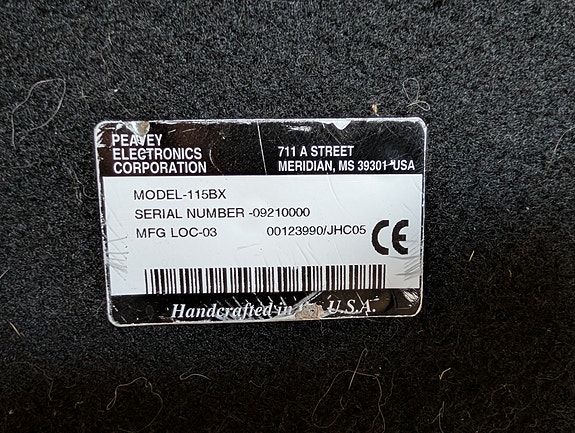 PEAVEY
ELECTRONICS
CORPORATION
711 A STREET
MERIDIAN, MS 39301 USA
MODEL-115BX
SERIAL NUMBER -09210000
MFG LOC-03 00123990/JHC05 CE
Handcrafted in U.S.A.